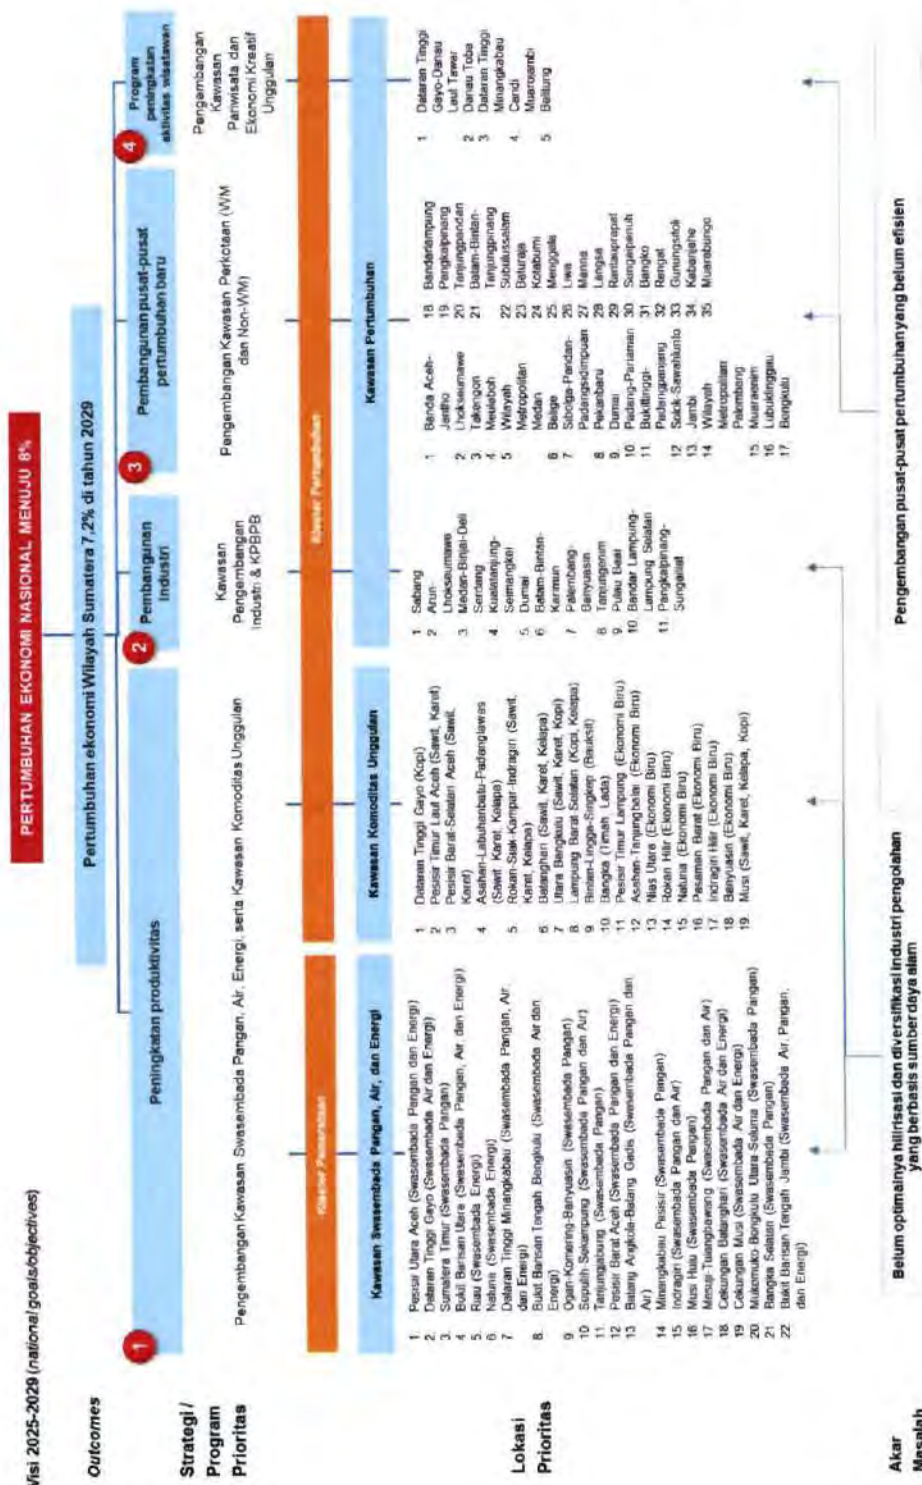 Visi 2025-2029 (national goals/objectives)
PERTUMBUHAN EKONOMI NASIONAL MENUJU 8%
Outcomes
Pertumbuhan ekonomi Wilayah Sumatera 7,2% di tahun 2029
Strategi /
Program
Prioritas
1
Peningkatan produktivitas
2
Pembangunan
Industri
3
Pembangunan pusat-pusat
pertumbuhan baru
4
Program
peningkatan
aktivitas wisatawan
Pengembangan Kawasan Swasembada Pangan, Air, Energi, serta Kawasan Komoditas Unggulan
Kawasan
Pengembangan
Industri & KPBPB
Pengembangan Kawasan Perkotaan (WM
dan Non-WM)
Pengembangan
Kawasan
Pariwisata dan
Ekonomi Kreatif
Unggulan
Klaster Pemerataan
Klaster Pertumbuhan
Lokasi
Prioritas
Kawasan Swasembada Pangan, Air, dan Energi
1. Pesisir Utara Aceh (Swasembada Pangan dan Energi)
2. Dataran Tinggi Gayo (Swasembada Air dan Energi)
3. Sumatera Timur (Swasembada Pangan)
4. Bukit Barisan Utara (Swasembada Pangan, Air, dan Energi)
5. Riau (Swasembada Energi)
6. Natuna (Swasembada Energi)
7. Dataran Tinggi Minangkabau (Swasembada Pangan, Air,
dan Energi)
8. Bukit Barisan Tengah Bengkulu (Swasembada Air dan
Energi)
9 Ogan-Komering-Banyuasin (Swasembada Pangan)
10 Seputih Sekampung (Swasembada Pangan dan Air)
11. Tanjungjabung (Swasembada Pangan)
12 Pesisir Barat Aceh (Swasembada Pangan dan Energi)
13 Batang Angkola-Batang Gadis (Swasembada Pangan dan
Air)
14 Minangkabau Pesisir (Swasembada Pangan)
15 Indragiri (Swasembada Pangan dan Air)
16 Musi Hulu (Swasembada Pangan)
17 Mesuji-Tulangbawang (Swasembada Pangan dan Air)
18 Cekungan Batanghari (Swasembada Air dan Energi)
19 Cekungan Musi (Swasembada Air dan Energi)
20 Mukomuko-Bengkulu Utara-Seluma (Swasembada Pangan)
21 Bangka Selatan (Swasembada Pangan)
22. Bukit Barisan Tengah Jambi (Swasembada Air, Pangan,
dan Energi)
Kawasan Komoditas Unggulan
1 Dataran Tinggi Gayo (Kopi)
2 Pesisir Timur Laut Aceh (Sawit, Karet)
3 Pesisir Barat-Selatan Aceh (Sawit,
Karet)
4 Asahan-Labuhanbatu-Padanglawas
(Sawit, Karet, Kelapa)
5. Rokan-Siak-Kampar-Indragiri (Sawit,
Karet, Kelapa)
6 Batanghari (Sawit, Karet, Kelapa)
7 Utara Bengkulu (Sawit, Karet, Kopi)
8 Lampung Barat-Selatan (Kopi, Kelapa)
9 Bintan-Lingga-Singkep (Bauksit)
10 Bangka (Timah, Lada)
11 Pesisir Timur Lampung (Ekonomi Biru)
12 Asahan-Tanjungbalai (Ekonomi Biru)
13 Nias Utara (Ekonomi Biru)
14 Rokan Hilir (Ekonomi Biru)
15 Natuna (Ekonomi Biru)
16 Pasaman Barat (Ekonomi Biru)
17 Indragiri Hilir (Ekonomi Biru)
18 Banyuasin (Ekonomi Biru)
19. Musi (Sawit, Karet, Kelapa, Kopi)
Kawasan Pertumbuhan
1 Sabang
2 Arun-
Lhokseumawe
3 Medan-Binjai-Deli
Serdang
4 Kualatanjung-
Seimangkei
5 Dumai
6 Batam-Bintan-
Karimun
7 Palembang-
Banyuasin
8 Tanjungenim
9. Pulau Baai
10 Bandar Lampung-
Lampung Selatan
11. Pangkalpinang-
Sungailiat
1 Banda Aceh-
Jantho
2 Lhokseumawe
3 Takengon
4 Meulaboh
5 Wilayah
Metropolitan
Medan
6 Balige
7 Sibolga-Pandan-
Padangsidimpuan
8 Pekanbaru
9. Dumai
10 Padang-Pariaman
11. Bukittinggi-
Padangpanjang
12 Solok-Sawahlunto
13. Jambi
14 Wilayah
Metropolitan
Palembang
15. Muaraenim
16 Lubuklinggau
17. Bengkulu
18 Bandarlampung
19. Pangkalpinang
20 Tanjungpandan
21. Batam-Bintan-
Tanjungpinang
22 Subulussalam
23. Baturaja
24 Kotabumi
25 Menggala
26 Liwa
27 Manna
28 Langsa
29 Rantauprapat
30 Sungaipenuh
31 Bangko
32 Rengat
33 Gunungsitoli
34 Kabanjahe
35 Muarabungo
1 Dataran Tinggi
Gayo-Danau
Laut Tawar
2 Danau Toba
3 Dataran Tinggi
Minangkabau
4. Candi
Muarojambi
5 Belitung
Akar
Masalah
Belum optimalnya hilirisasi dan diversifikasi industri pengolahan
yang berbasis sumber daya alam
Pengembangan pusat-pusat pertumbuhan yang belum efisien